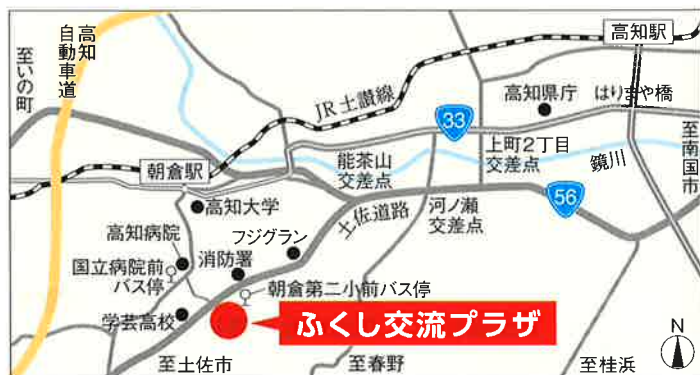 高知駅
高知
自動車道
至いの町
JR土讃線
高知県庁
はりまや橋
33
上町2丁目
交差点
至南国市
鏡川
能茶山
交差点
朝倉駅
高知大学
56
土佐道路
河ノ瀬
交差点
高知病院
フジグラン
国立病院前
バス停
消防署
朝倉第二小前バス停
学芸高校
ふくし交流プラザ
N
至土佐市
至春野
至桂浜